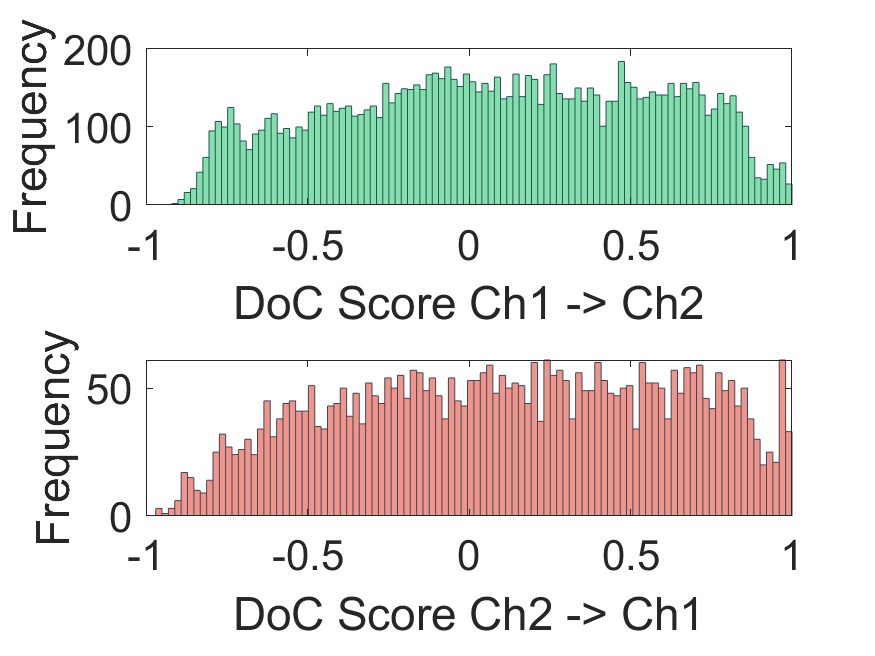 Frequency
200
100
0
-1 -0.5 0 0.5 1
DoC Score Ch1 -> Ch2
Frequency
50
0
-1 -0.5 0 0.5 1
DoC Score Ch2 -> Ch1